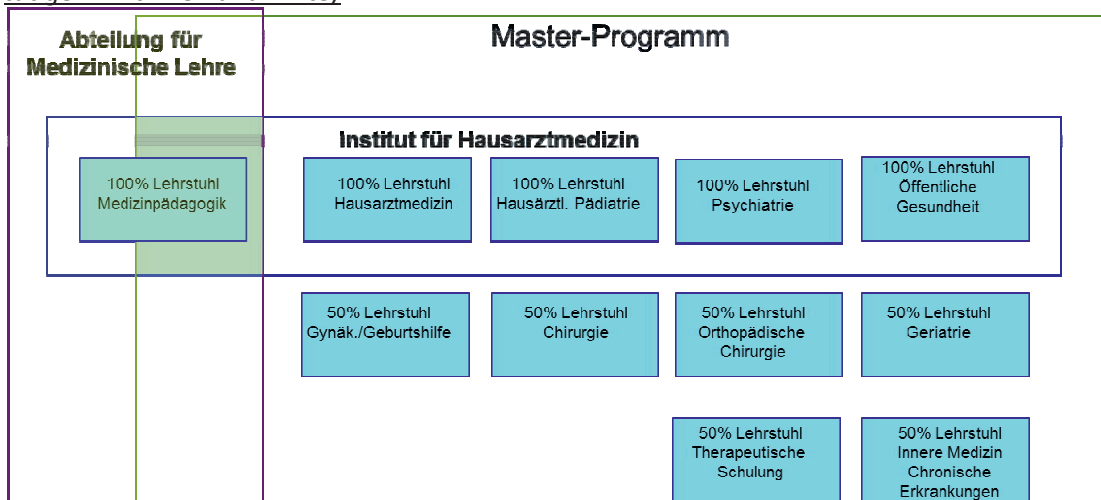 Abteilung für
Medizinische Lehre
Master-Programm
Institut für Hausarztmedizin
100% Lehrstuhl
Medizinpädagogik
100% Lehrstuhl
Hausarztmedizin
100% Lehrstuhl
Hausärztl. Pädiatrie
100% Lehrstuhl
Psychiatrie
100% Lehrstuhl
Öffentliche
Gesundheit
50% Lehrstuhl
Gynäk./Geburtshilfe
50% Lehrstuhl
Chirurgie
50% Lehrstuhl
Orthopädische
Chirurgie
50% Lehrstuhl
Geriatrie
50% Lehrstuhl
Therapeutische
Schulung
50% Lehrstuhl
Innere Medizin
Chronische
Erkrankungen